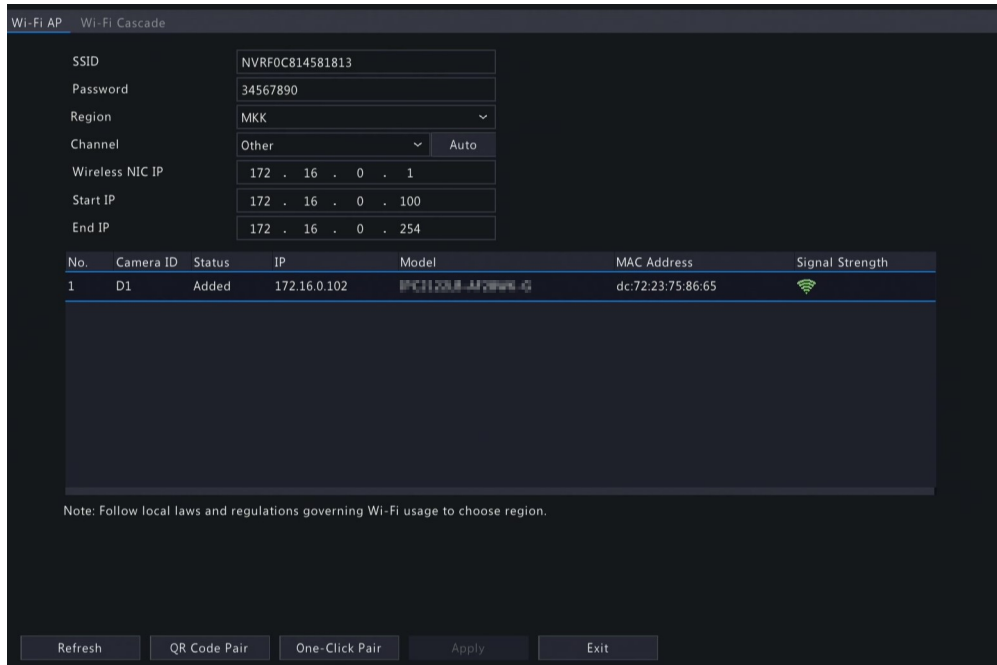 Wi-Fi AP Wi-Fi Cascade
SSID NVRF0C814581813
Password 34567890
Region MKK
Channel Other Auto
Wireless NIC IP 172 . 16 . 0 . 1
Start IP 172 . 16 . 0 . 100
End IP 172 . 16 . 0 . 254
No. Camera ID Status IP Model MAC Address Signal Strength
1 D1 Added 172.16.0.102 dc:72:23:75:86:65
Note: Follow local laws and regulations governing Wi-Fi usage to choose region.
Refresh QR Code Pair One-Click Pair Apply Exit